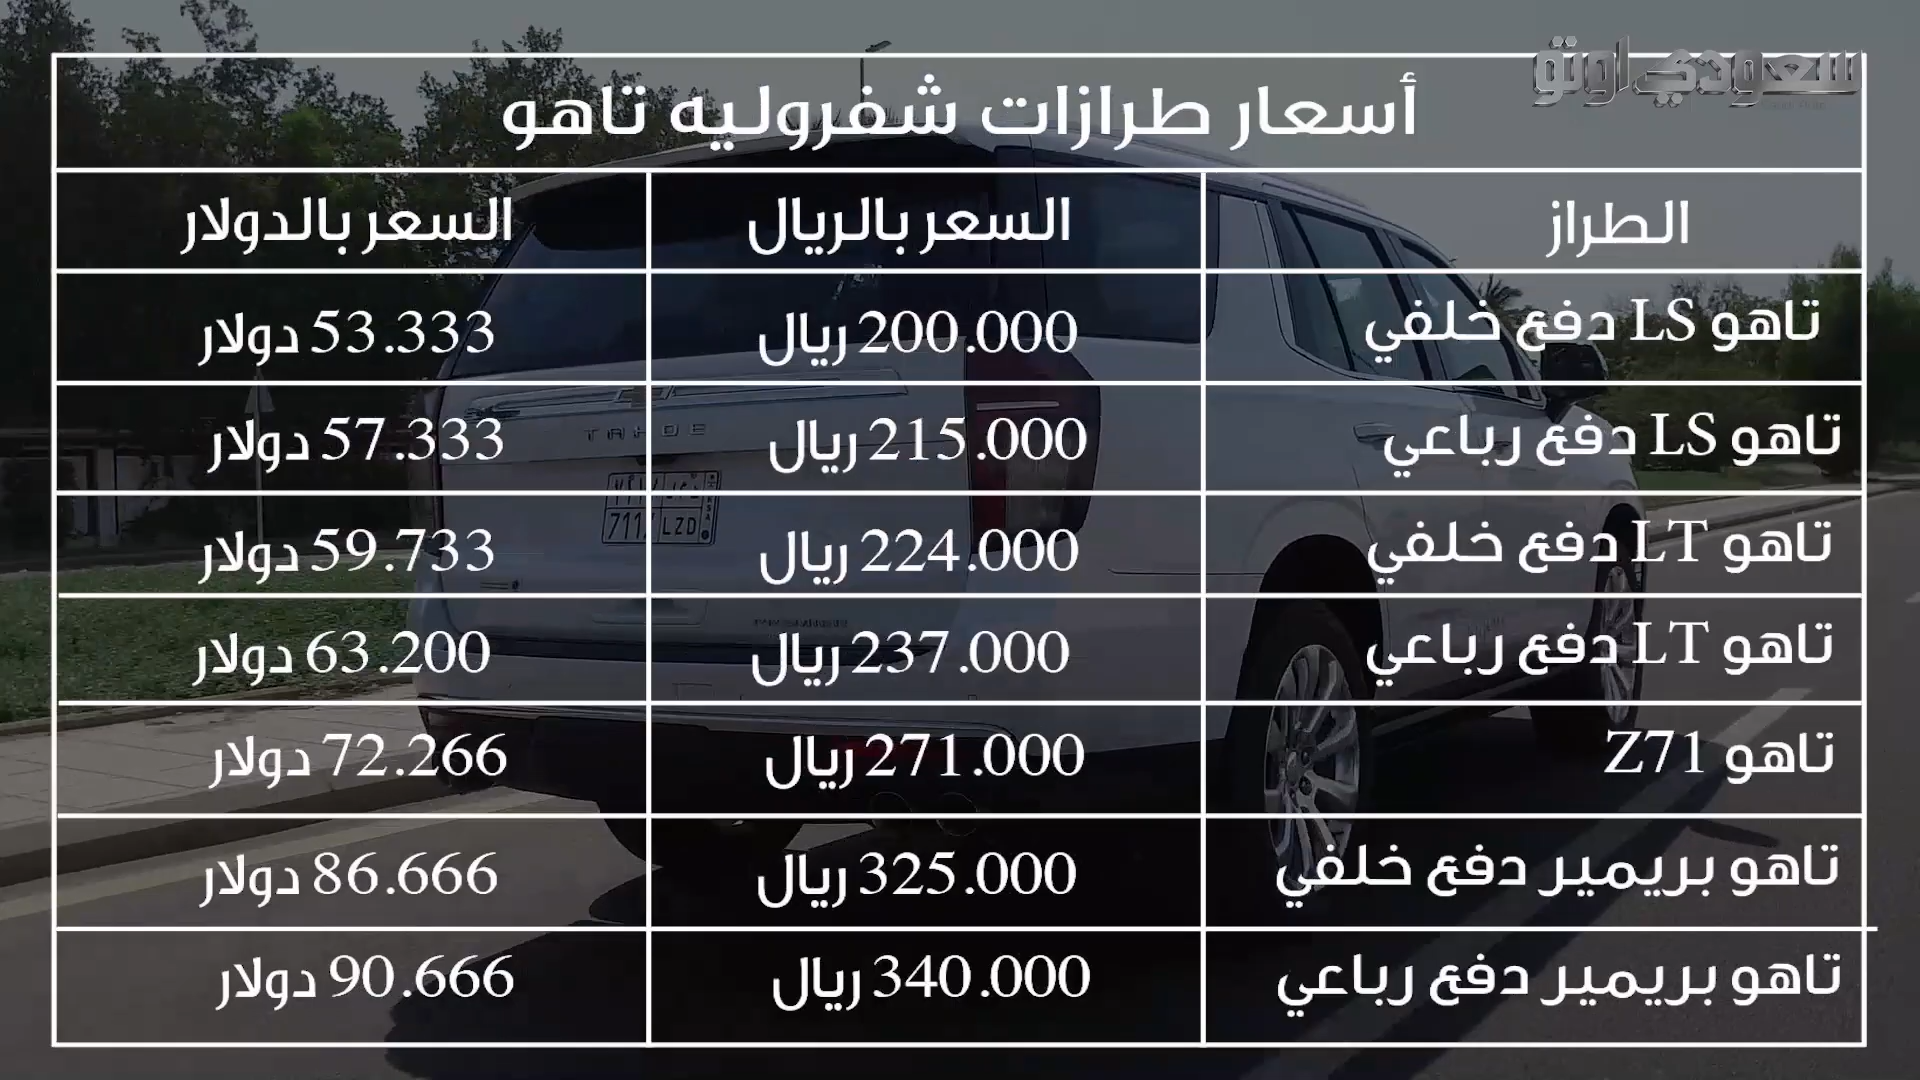 سعودي اوتو
أسعار طرازات شفروليه تاهو
الطراز السعر بالريال السعر بالدولار
تاهو LS دفع خلفي 200.000 ريال 53.333 دولار
تاهو LS دفع رباعي 215.000 ريال 57.333 دولار
تاهو LT دفع خلفي 224.000 ريال 59.733 دولار
تاهو LT دفع رباعي 237.000 ريال 63.200 دولار
تاهو Z71 271.000 ريال 72.266 دولار
تاهو بريمير دفع خلفي 325.000 ريال 86.666 دولار
تاهو بريمير دفع رباعي 340.000 ريال 90.666 دولار
TAHOE
LZD
PREMIER